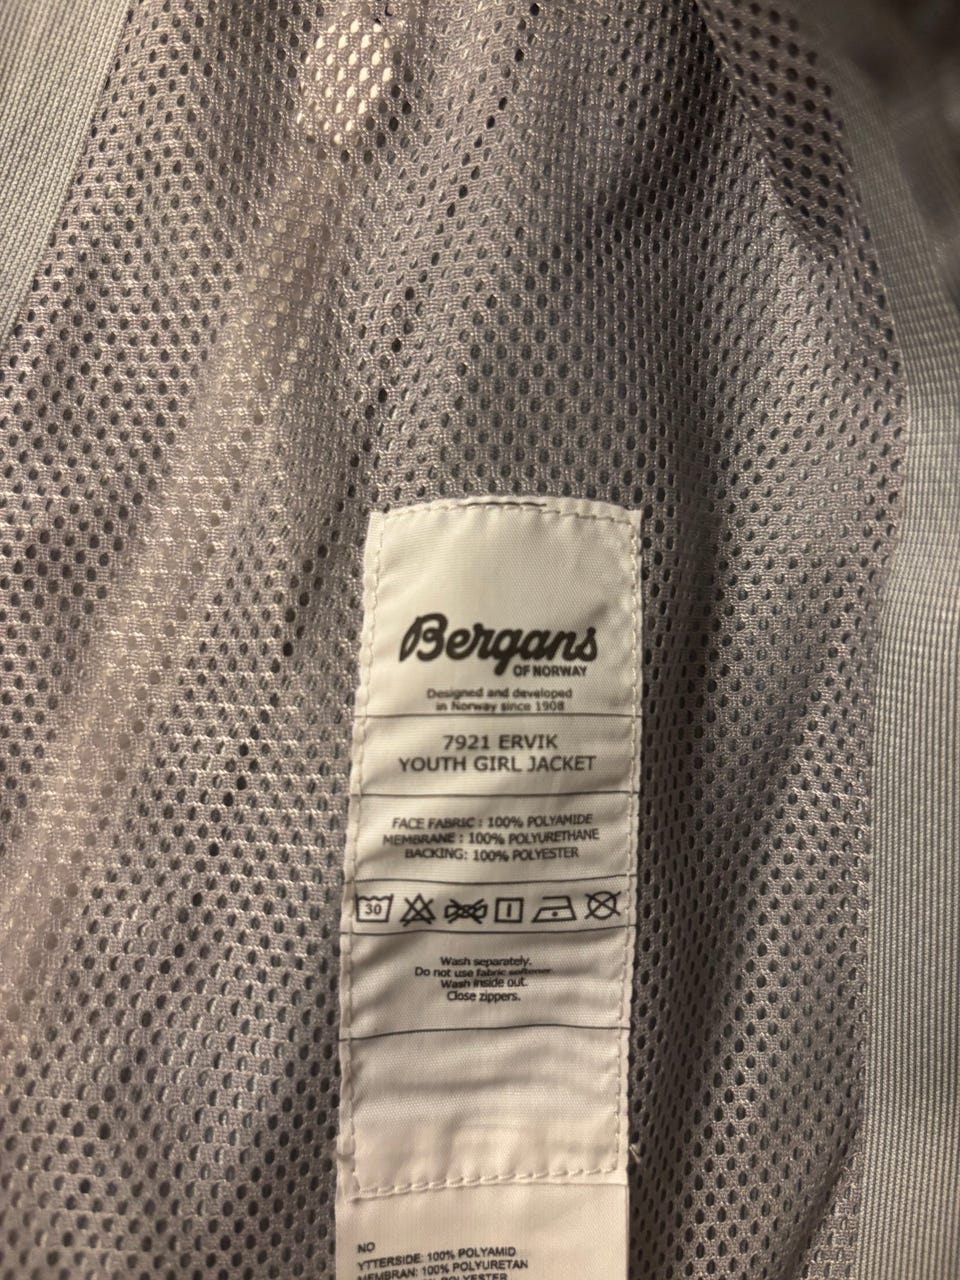 Bergans
OF NORWAY
Designed and developed
in Norway since 1908
7921 ERVIK
YOUTH GIRL JACKET
FACE FABRIC : 100% POLYAMIDE
MEMBRANE : 100% POLYURETHANE
BACKING: 100% POLYESTER
30
Wash separately.
Do not use fabric softener.
Wash inside out.
Close zippers.
NO
YTTERSIDE: 100% POLYAMID
MEMBRAN: 100% POLYURETAN
POLYESTER